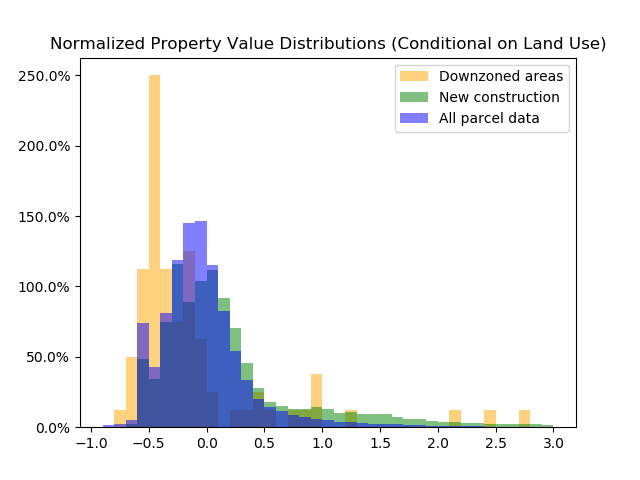 Normalized Property Value Distributions (Conditional on Land Use)
Downzoned areas
New construction
All parcel data
250.0%
200.0%
150.0%
100.0%
50.0%
0.0%
−1.0 −0.5 0.0 0.5 1.0 1.5 2.0 2.5 3.0